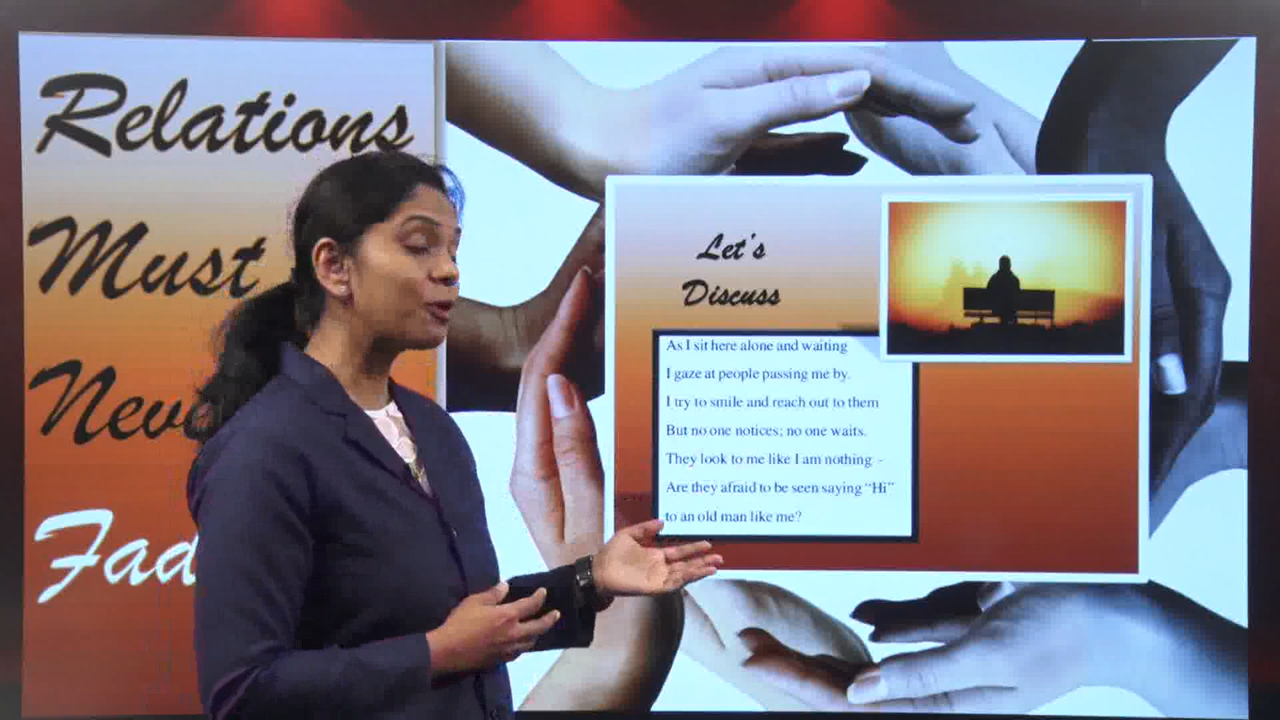 Relations
Must
Let's
Discuss
As I sit here alone and waiting
I gaze at people passing me by.
I try to smile and reach out to them
But no one notices; no one waits.
They look to me like I am nothing -
Are they afraid to be seen saying “Hi”
to an old man like me?